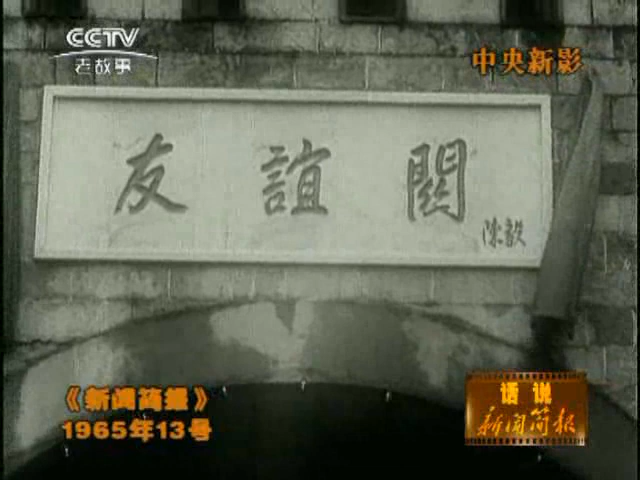 CCTV
老故事
中央新影
友誼關
陳毅
《新闻简报》
1965年13号
话说
新闻简报